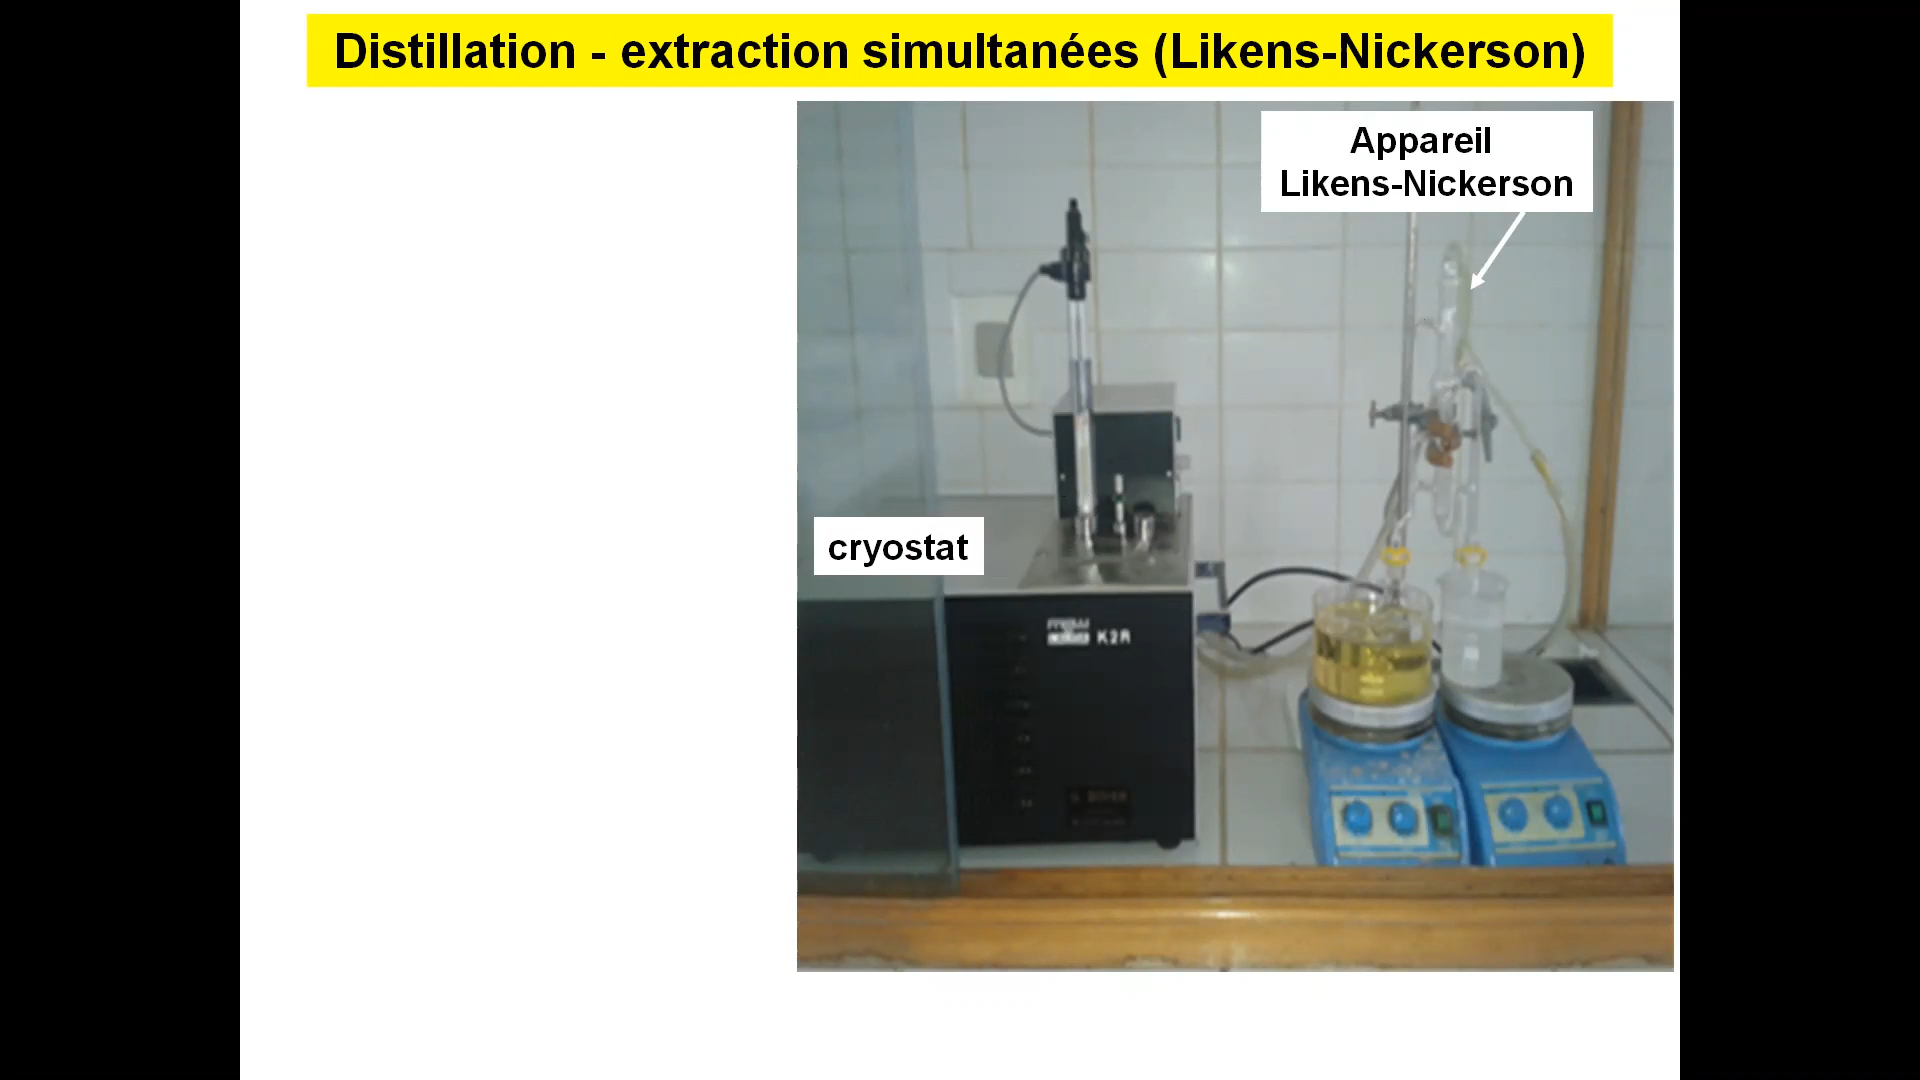 Distillation - extraction simultanées (Likens-Nickerson)
Appareil
Likens-Nickerson
cryostat
K2R